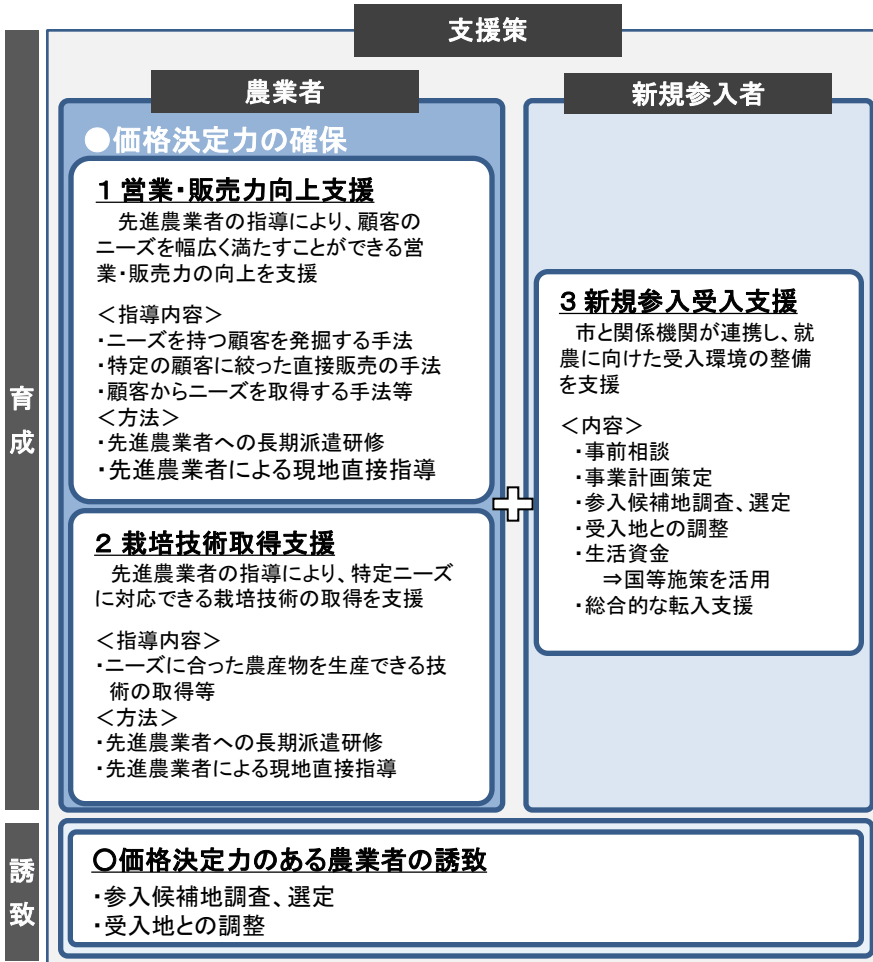 支援策
育成
農業者
●価格決定力の確保
1 営業・販売力向上支援
先進農業者の指導により、顧客の
ニーズを幅広く満たすことができる営
業・販売力の向上を支援
＜指導内容＞
・ニーズを持つ顧客を発掘する手法
・特定の顧客に絞った直接販売の手法
・顧客からニーズを取得する手法等
＜方法＞
・先進農業者への長期派遣研修
・先進農業者による現地直接指導
2 栽培技術取得支援
先進農業者の指導により、特定ニーズ
に対応できる栽培技術の取得を支援
＜指導内容＞
・ニーズに合った農産物を生産できる技
術の取得等
＜方法＞
・先進農業者への長期派遣研修
・先進農業者による現地直接指導
新規参入者
3 新規参入受入支援
市と関係機関が連携し、就
農に向けた受入環境の整備
を支援
＜内容＞
・事前相談
・事業計画策定
・参入候補地調査、選定
・受入地との調整
・生活資金
⇒国等施策を活用
・総合的な転入支援
誘致
○価格決定力のある農業者の誘致
・参入候補地調査、選定
・受入地との調整